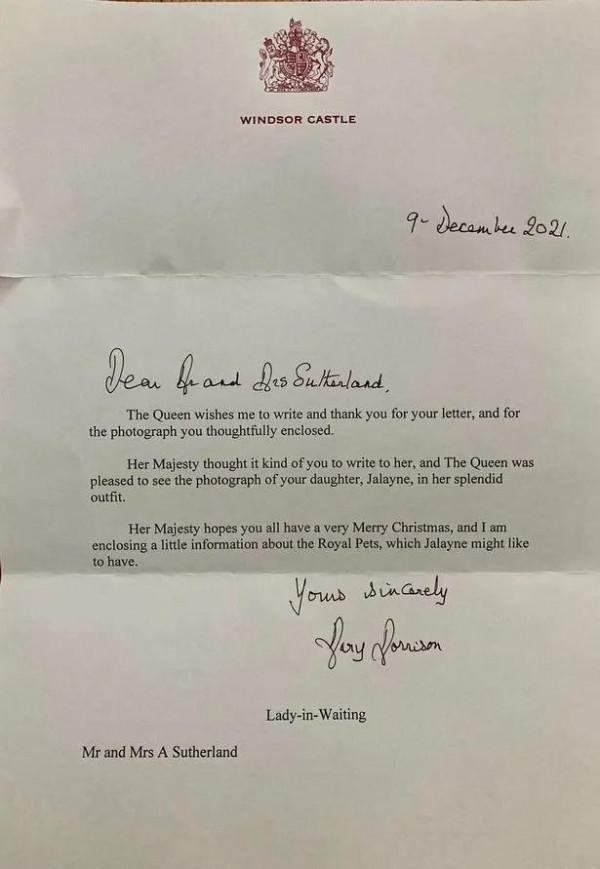 WINDSOR CASTLE
9- December 2021.
Dear Mr and Mrs Sutherland,
The Queen wishes me to write and thank you for your letter, and for
the photograph you thoughtfully enclosed.
Her Majesty thought it kind of you to write to her, and The Queen was
pleased to see the photograph of your daughter, Jalayne, in her splendid
outfit.
Her Majesty hopes you all have a very Merry Christmas, and I am
enclosing a little information about the Royal Pets, which Jalayne might like
to have.
Yours sincerely
Mary Morrison
Lady-in-Waiting
Mr and Mrs A Sutherland